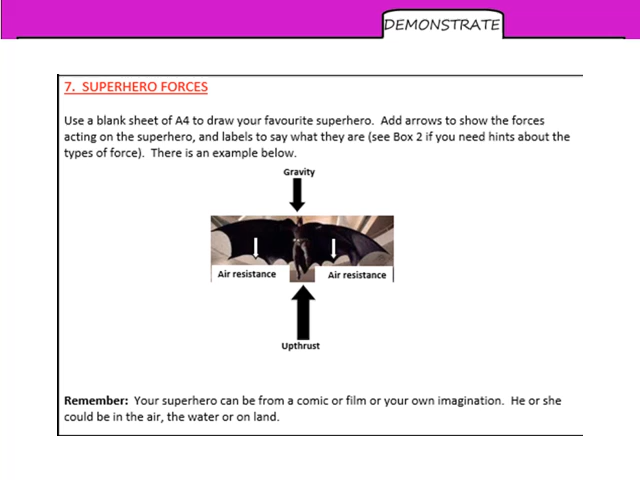 DEMONSTRATE
7. SUPERHERO FORCES
Use a blank sheet of A4 to draw your favourite superhero. Add arrows to show the forces
acting on the superhero, and labels to say what they are (see Box 2 if you need hints about the
types of force). There is an example below.
Gravity
Air resistance
Air resistance
Upthrust
Remember: Your superhero can be from a comic or film or your own imagination. He or she
could be in the air, the water or on land.